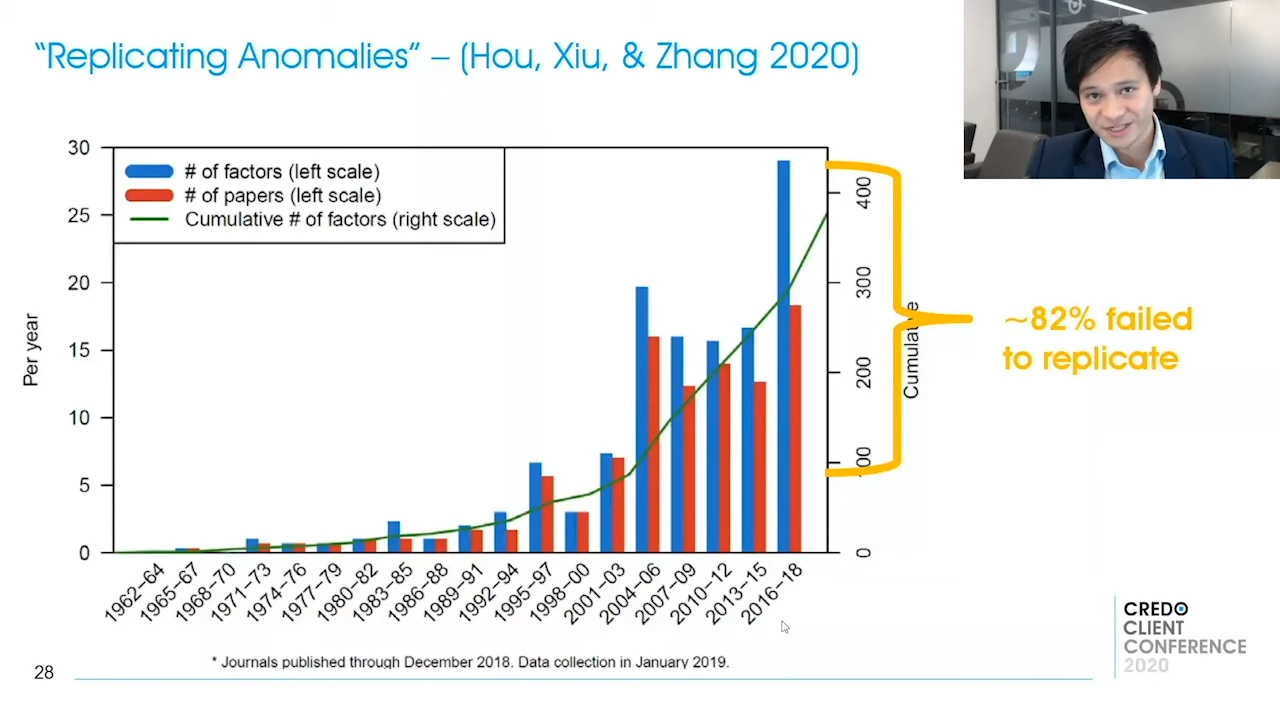 “Replicating Anomalies“ – (Hou, Xiu, & Zhang 2020)
# of factors (left scale)
# of papers (left scale)
Cumulative # of factors (right scale)
30
25
20
15
10
5
0
Per year
400
300
200
100
0
Cumulative
~82% failed
to replicate
1962–64
1965–67
1968–70
1971–73
1974–76
1977–79
1980–82
1983–85
1986–88
1989–91
1992–94
1995–97
1998–00
2001–03
2004–06
2007–09
2010–12
2013–15
2016–18
* Journals published through December 2018. Data collection in January 2019.
28
CREDO
CLIENT
CONFERENCE
2020